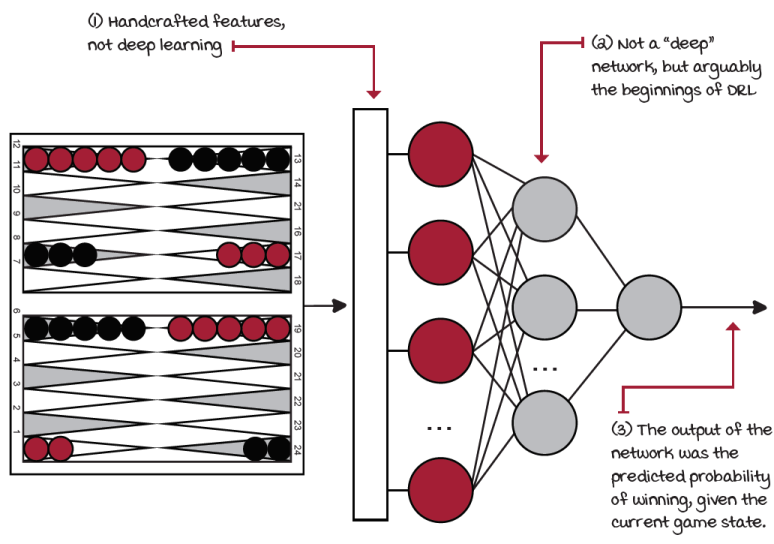 (1) Handcrafted features,
not deep learning
(2) Not a “deep”
network, but arguably
the beginnings of DRL
12
11
10
9
8
7
13
14
21
16
17
18
6
5
4
3
2
1
19
20
21
22
23
24
...
...
(3) The output of the
network was the
predicted probability
of winning, given the
current game state.